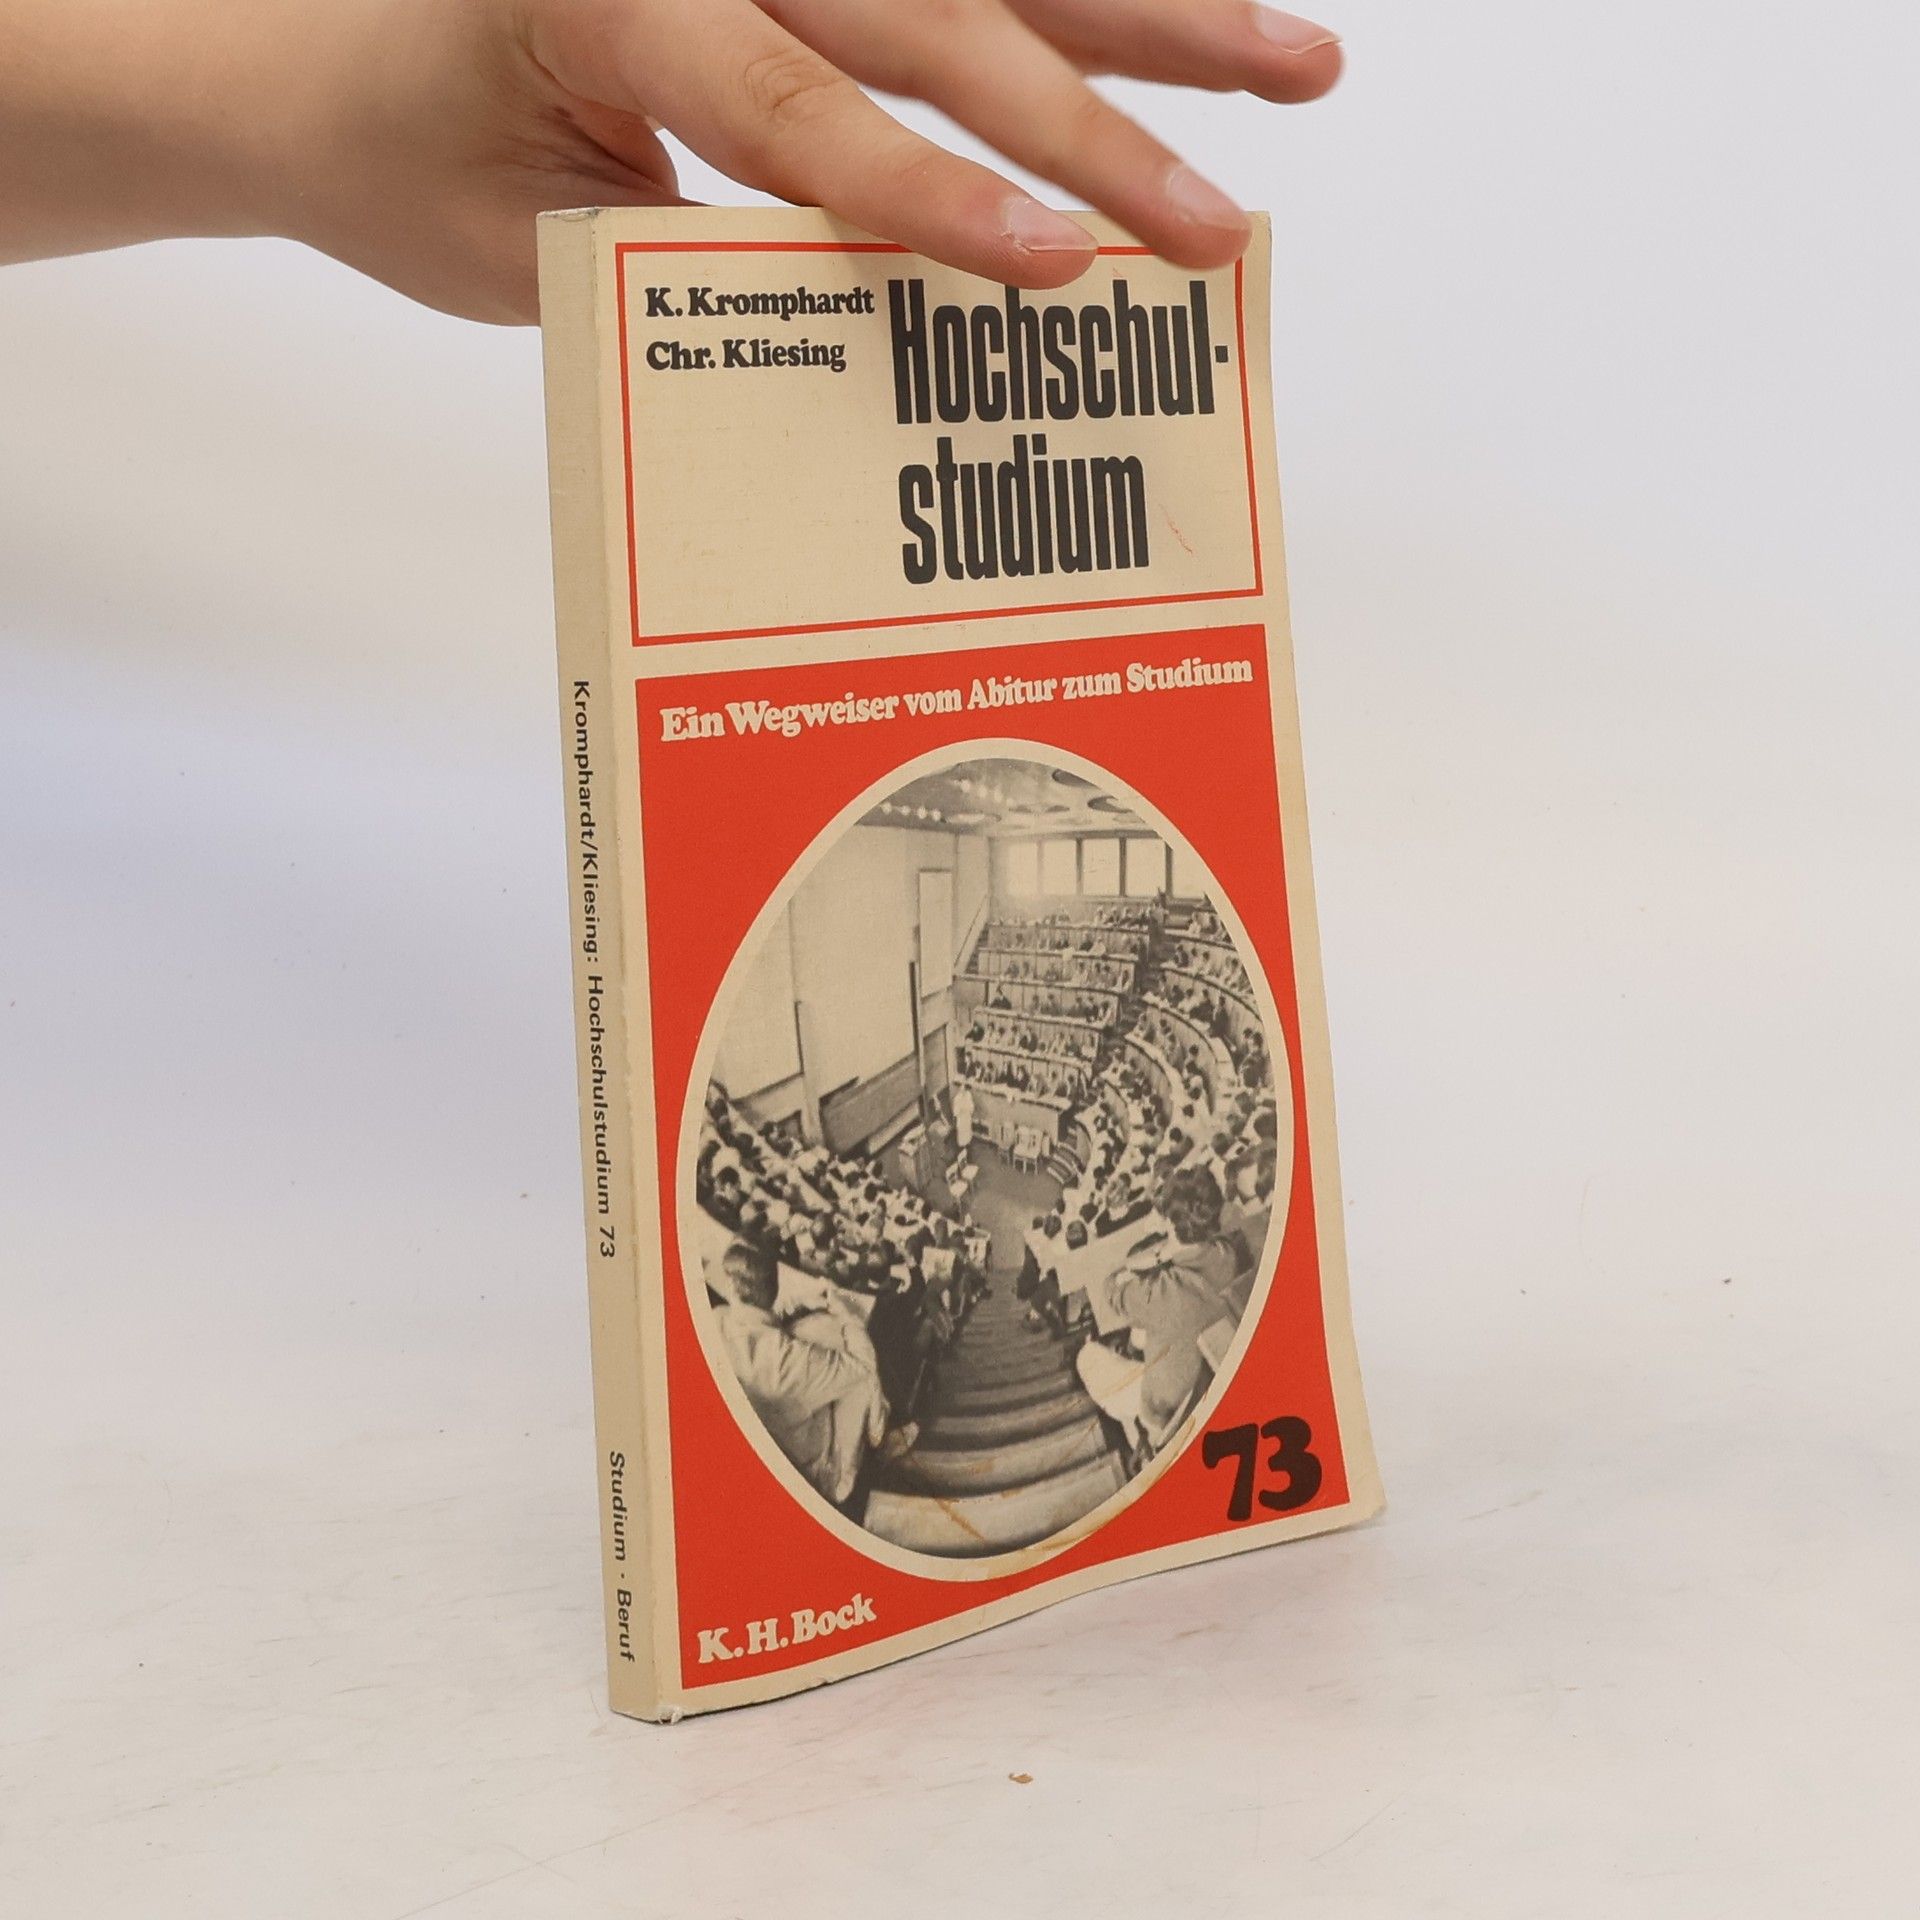 K. Kromphardt
Chr. Kliesing
Hochschul-
studium
Ein Wegweiser vom Abitur zum Studium
73
K. H. Bock
Kromphardt/Kliesing: Hochschulstudium 73
Studium · Beruf